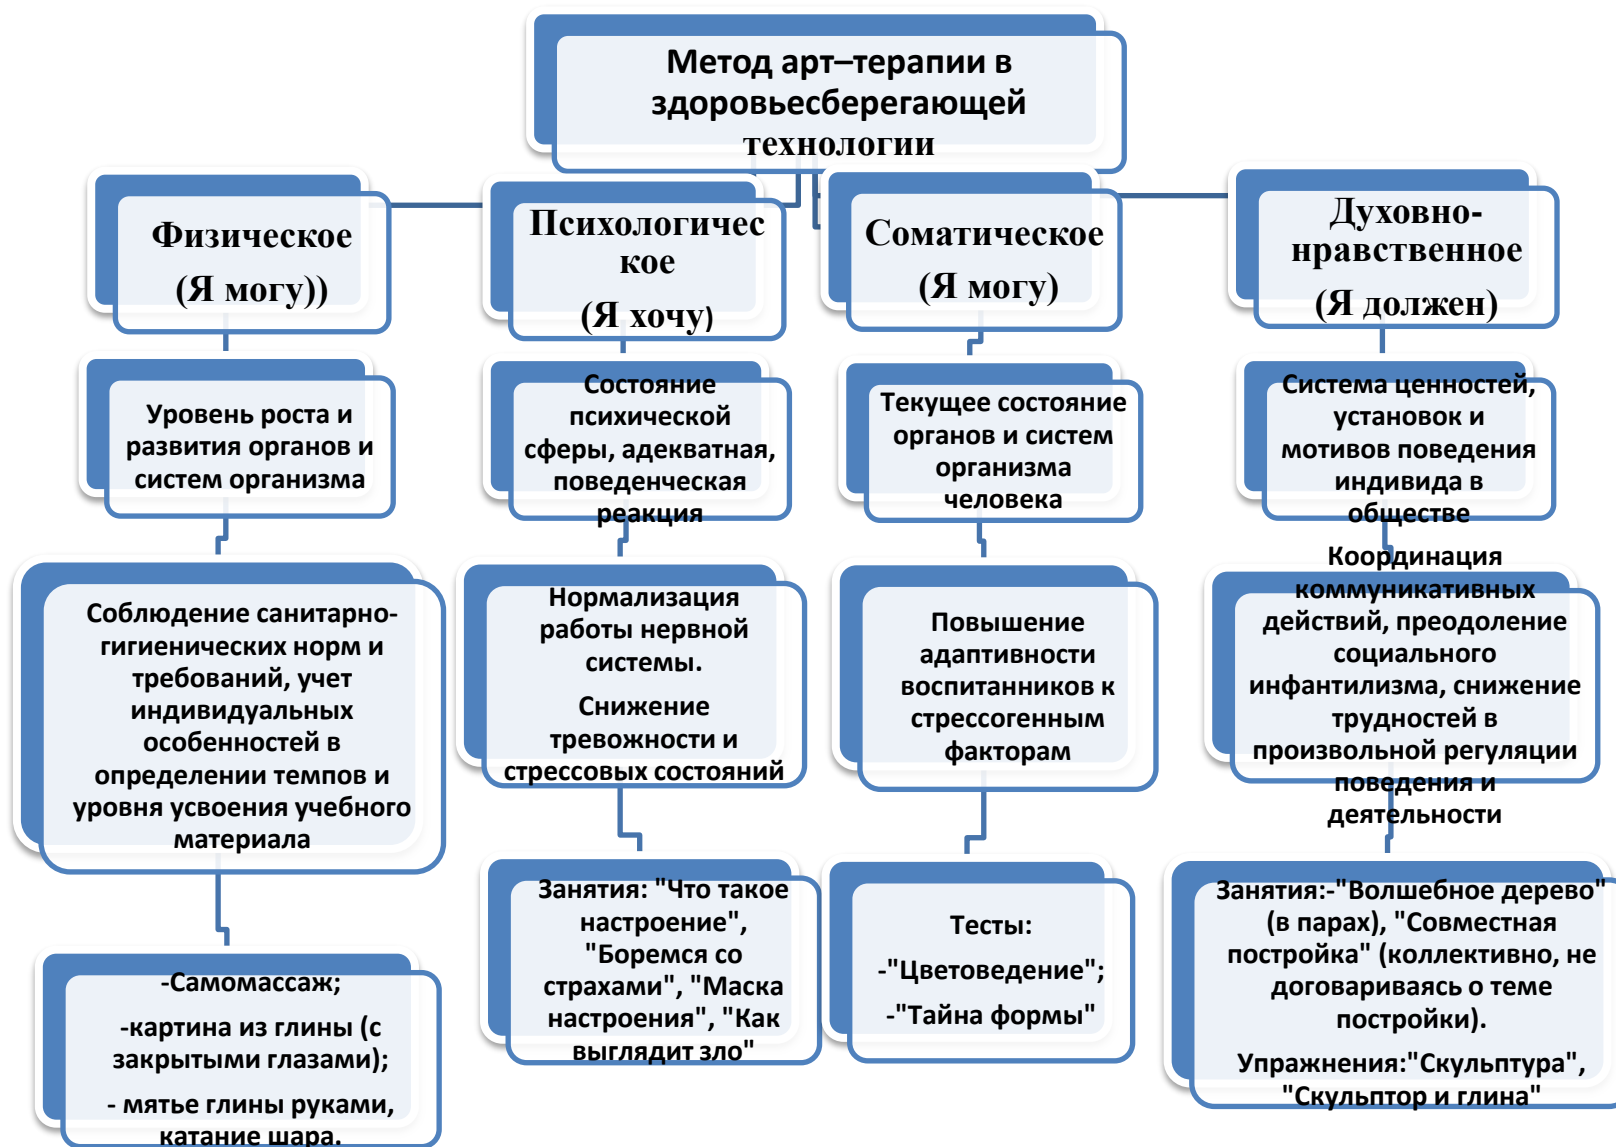 Метод арт–терапии в
здоровьесберегающей
технологии
Физическое
(Я могу))
Психологичес
кое
(Я хочу)
Соматическое
(Я могу)
Духовно-
нравственное
(Я должен)
Уровень роста и
развития органов и
систем организма
Состояние
психической
сферы, адекватная,
поведенческая
реакция
Текущее состояние
органов и систем
организма
человека
Система ценностей,
установок и
мотивов поведения
индивида в
обществе
Соблюдение санитарно-
гигиенических норм и
требований, учет
индивидуальных
особенностей в
определении темпов и
уровня усвоения учебного
материала
Нормализация
работы нервной
системы.
Снижение
тревожности и
стрессовых состояний
Повышение
адаптивности
воспитанников к
стрессогенным
факторам
Координация
коммуникативных
действий, преодоление
социального
инфантилизма, снижение
трудностей в
произвольной регуляции
поведения и
деятельности
-Самомассаж;
-картина из глины (с
закрытыми глазами);
- мятье глины руками,
катание шара.
Занятия: "Что такое
настроение",
"Боремся со
страхами", "Маска
настроения", "Как
выглядит зло"
Тесты:
-"Цветоведение";
-"Тайна формы"
Занятия:-"Волшебное дерево"
(в парах), "Совместная
постройка" (коллективно, не
договариваясь о теме
постройки).
Упражнения:"Скульптура",
"Скульптор и глина"